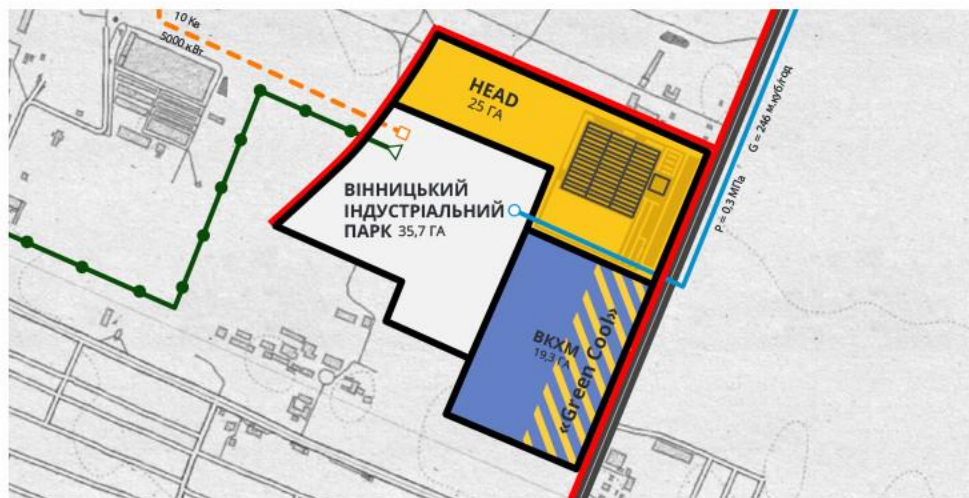 10 Кв
5000 кВт
HEAD
25 ГА
G = 246 м.куб/год
P = 0,3 МПа
ВІННИЦЬКИЙ
ІНДУСТРІАЛЬНИЙ
ПАРК 35,7 ГА
ВКХМ
19,3 ГА
«Green Cool»